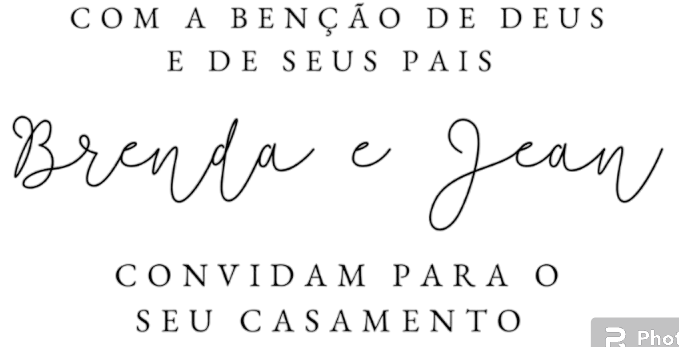 COM A BENÇÃO DE DEUS
E DE SEUS PAIS
Brenda e Jean
CONVIDAM PARA O
SEU CASAMENTO